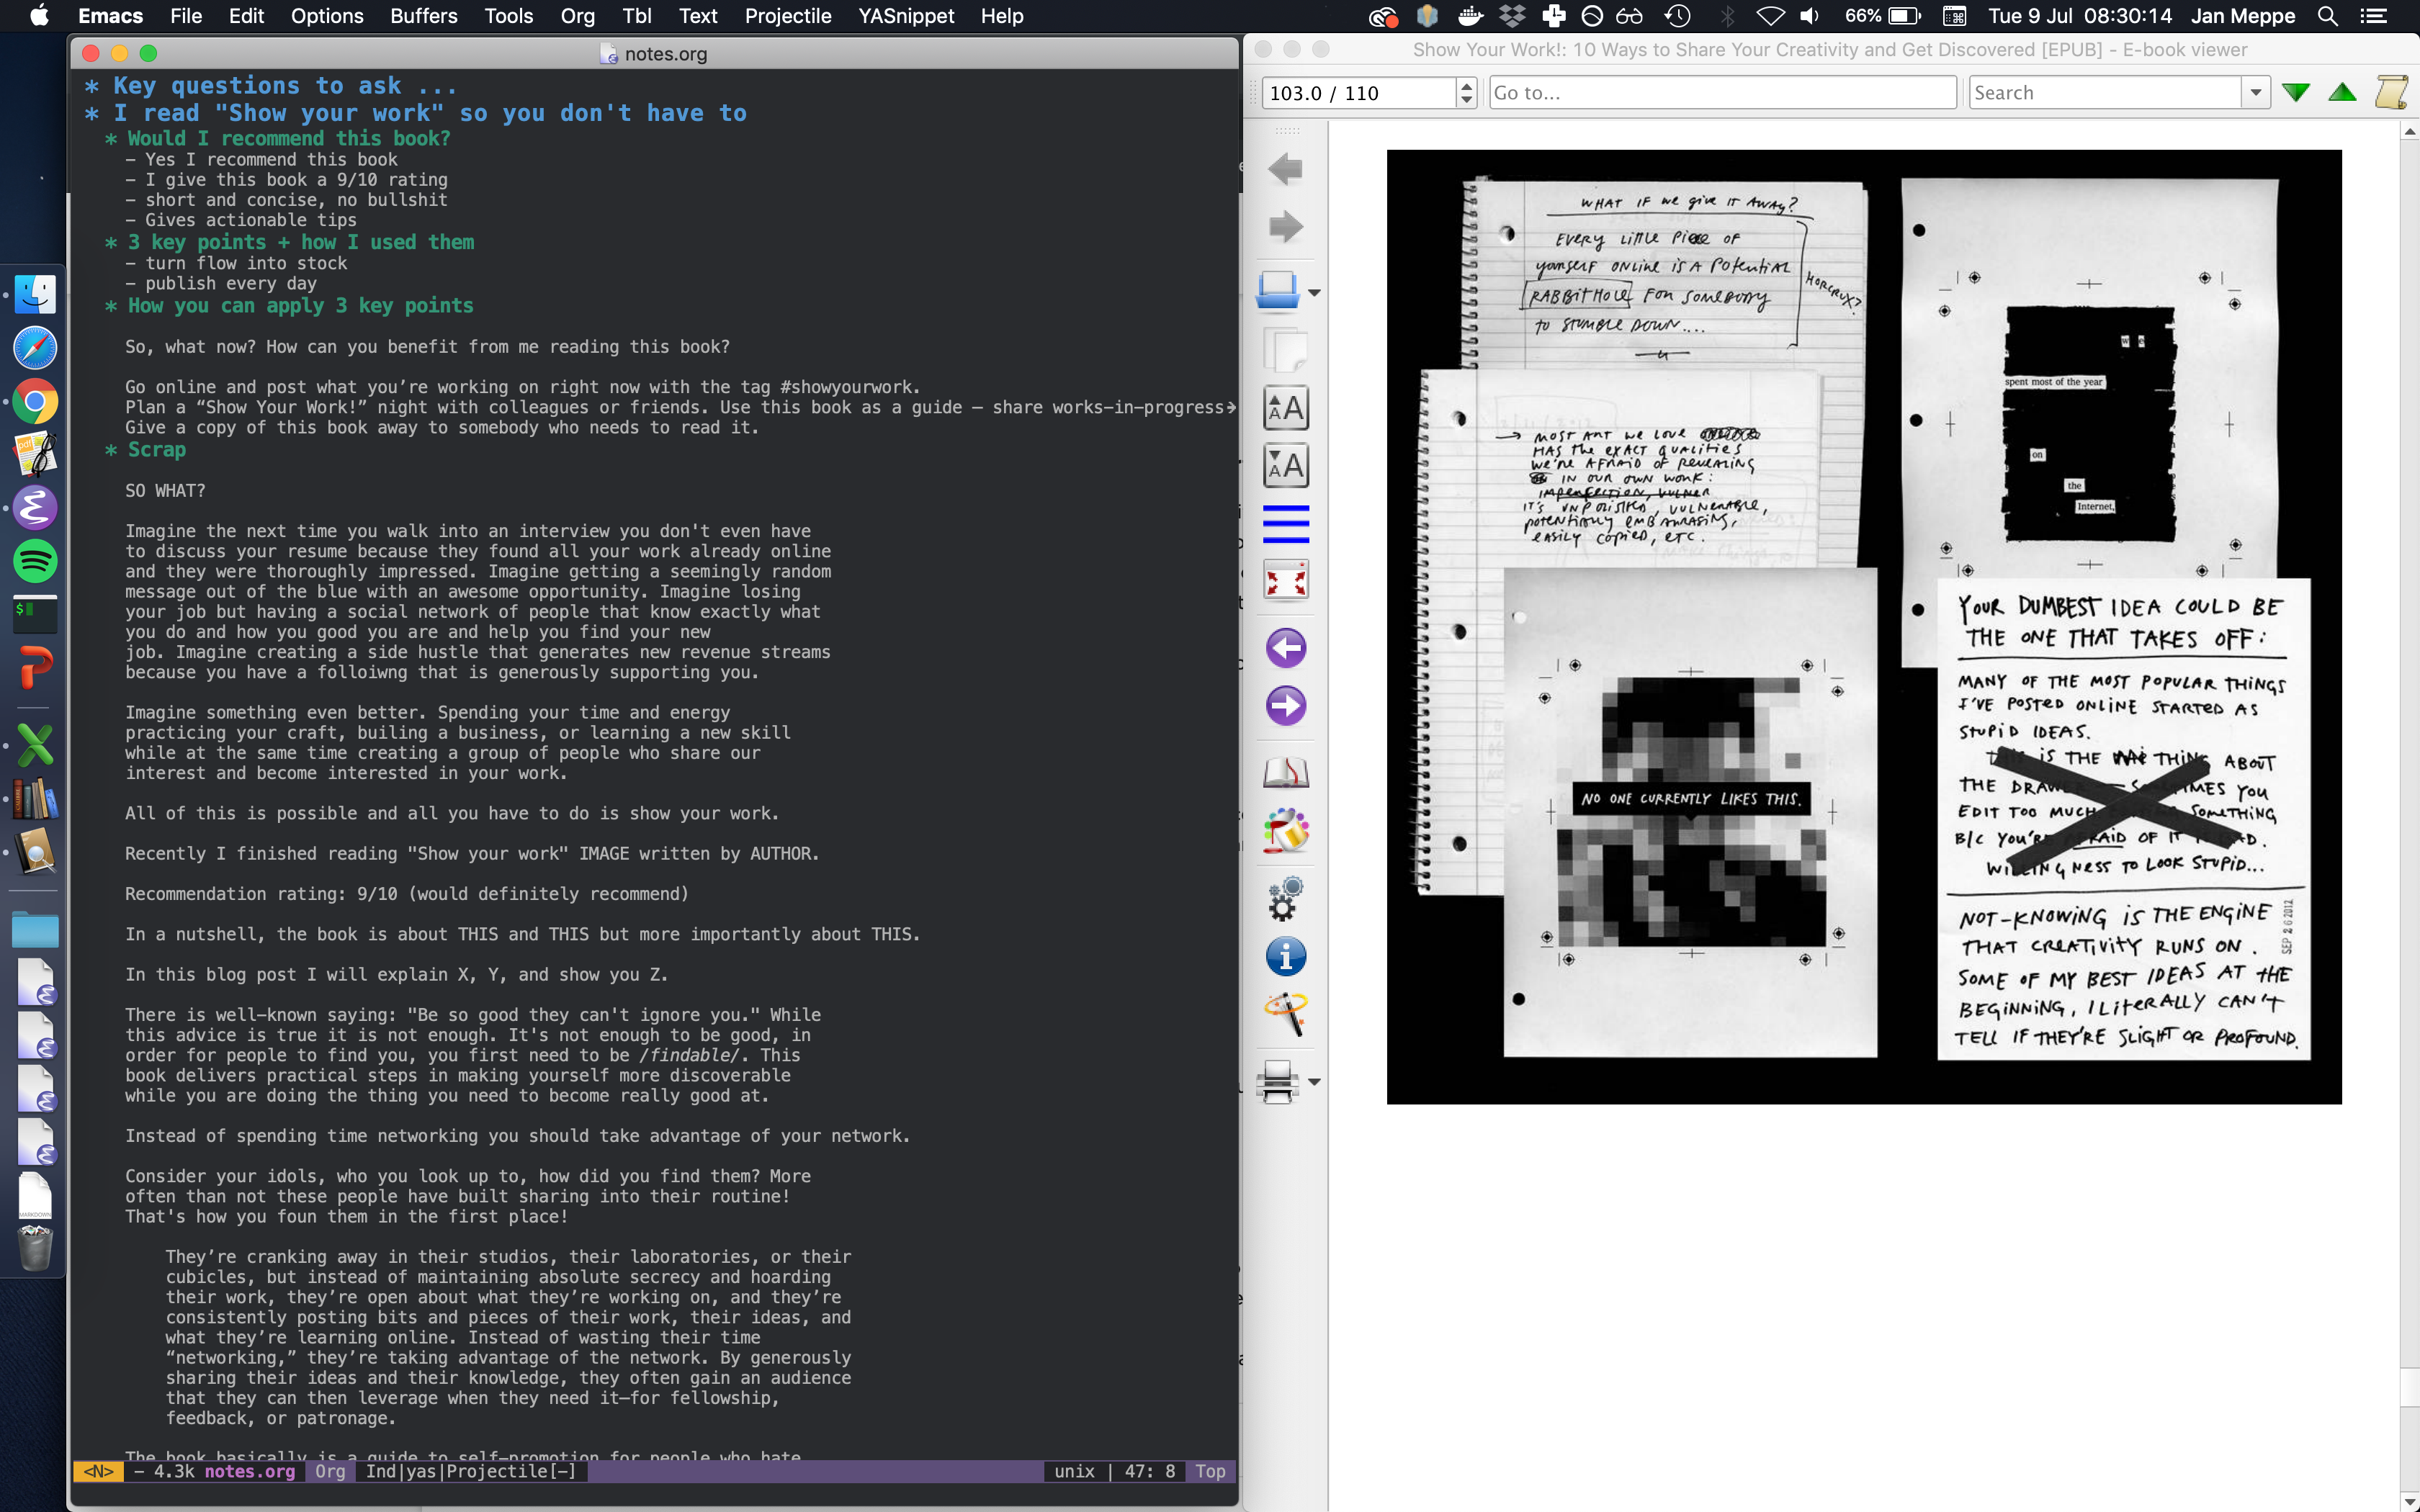 Emacs File Edit Options Buffers Tools Org Tbl Text Projectile YASnippet Help
66% Tue 9 Jul 08:30:14 Jan Meppe
notes.org
* Key questions to ask ...
* I read "Show your work" so you don't have to
* Would I recommend this book?
– Yes I recommend this book
– I give this book a 9/10 rating
– short and concise, no bullshit
– Gives actionable tips
* 3 key points + how I used them
– turn flow into stock
– publish every day
* How you can apply 3 key points
So, what now? How can you benefit from me reading this book?
Go online and post what you’re working on right now with the tag #showyourwork.
Plan a “Show Your Work!” night with colleagues or friends. Use this book as a guide — share works-in-progress
Give a copy of this book away to somebody who needs to read it.
* Scrap
SO WHAT?
Imagine the next time you walk into an interview you don't even have
to discuss your resume because they found all your work already online
and they were thoroughly impressed. Imagine getting a seemingly random
message out of the blue with an awesome opportunity. Imagine losing
your job but having a social network of people that know exactly what
you do and how you good you are and help you find your new
job. Imagine creating a side hustle that generates new revenue streams
because you have a folloiwng that is generously supporting you.
Imagine something even better. Spending your time and energy
practicing your craft, builing a business, or learning a new skill
while at the same time creating a group of people who share our
interest and become interested in your work.
All of this is possible and all you have to do is show your work.
Recently I finished reading "Show your work" IMAGE written by AUTHOR.
Recommendation rating: 9/10 (would definitely recommend)
In a nutshell, the book is about THIS and THIS but more importantly about THIS.
In this blog post I will explain X, Y, and show you Z.
There is well-known saying: "Be so good they can't ignore you." While
this advice is true it is not enough. It's not enough to be good, in
order for people to find you, you first need to be /findable/. This
book delivers practical steps in making yourself more discoverable
while you are doing the thing you need to become really good at.
Instead of spending time networking you should take advantage of your network.
Consider your idols, who you look up to, how did you find them? More
often than not these people have built sharing into their routine!
That's how you foun them in the first place!
They’re cranking away in their studios, their laboratories, or their
cubicles, but instead of maintaining absolute secrecy and hoarding
their work, they’re open about what they’re working on, and they’re
consistently posting bits and pieces of their work, their ideas, and
what they’re learning online. Instead of wasting their time
“networking,” they’re taking advantage of the network. By generously
sharing their ideas and their knowledge, they often gain an audience
that they can then leverage when they need it—for fellowship,
feedback, or patronage.
The book basically is a guide to self-promotion for people who hate
<N> – 4.3k notes.org Org Ind|yas|Projectile[–] unix | 47: 8 Top
Show Your Work!: 10 Ways to Share Your Creativity and Get Discovered [EPUB] - E-book viewer
103.0 / 110 Go to... Search
WHAT IF WE GIVE IT AWAY?
EVERY LITTLE PIECE OF
YOURSELF ONLINE IS A POTENTIAL
RABBITHOLE FOR SOMEBODY
TO STUMBLE DOWN....
HORCRUX?
MOST ART WE LOVE
HAS THE EXACT QUALITIES
WE'RE AFRAID OF REVEALING
IN OUR OWN WORK:
IMPERFECTION, VULNER
IT'S UNPOLISHED, VULNERABLE,
POTENTIALLY EMBARRASING,
EASILY COPIED, ETC.
we
spent most of the year
on
the
Internet,
NO ONE CURRENTLY LIKES THIS.
YOUR DUMBEST IDEA COULD BE
THE ONE THAT TAKES OFF:
MANY OF THE MOST POPULAR THINGS
I'VE POSTED ONLINE STARTED AS
STUPID IDEAS.
THIS IS THE THING ABOUT
THE DRAWER — SOMETIMES YOU
EDIT TOO MUCH SOMETHING
B/C YOU'RE AFRAID OF IT BAD.
WILLINGNESS TO LOOK STUPID...
NOT-KNOWING IS THE ENGINE
THAT CREATIVITY RUNS ON.
SOME OF MY BEST IDEAS AT THE
BEGINNING, I LITERALLY CAN'T
TELL IF THEY'RE SLIGHT OR PROFOUND.
SEP 26 2012
MARKDOWN